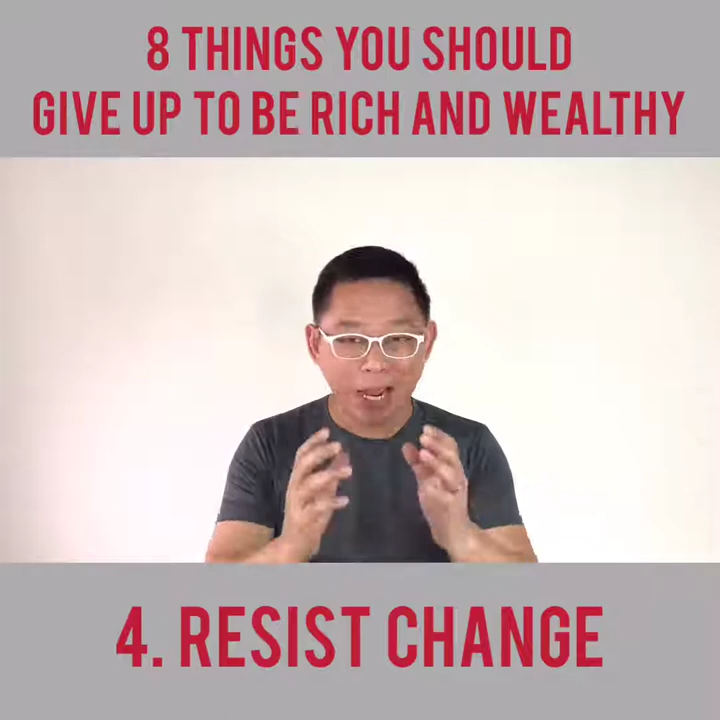 8 THINGS YOU SHOULD
GIVE UP TO BE RICH AND WEALTHY
4. RESIST CHANGE